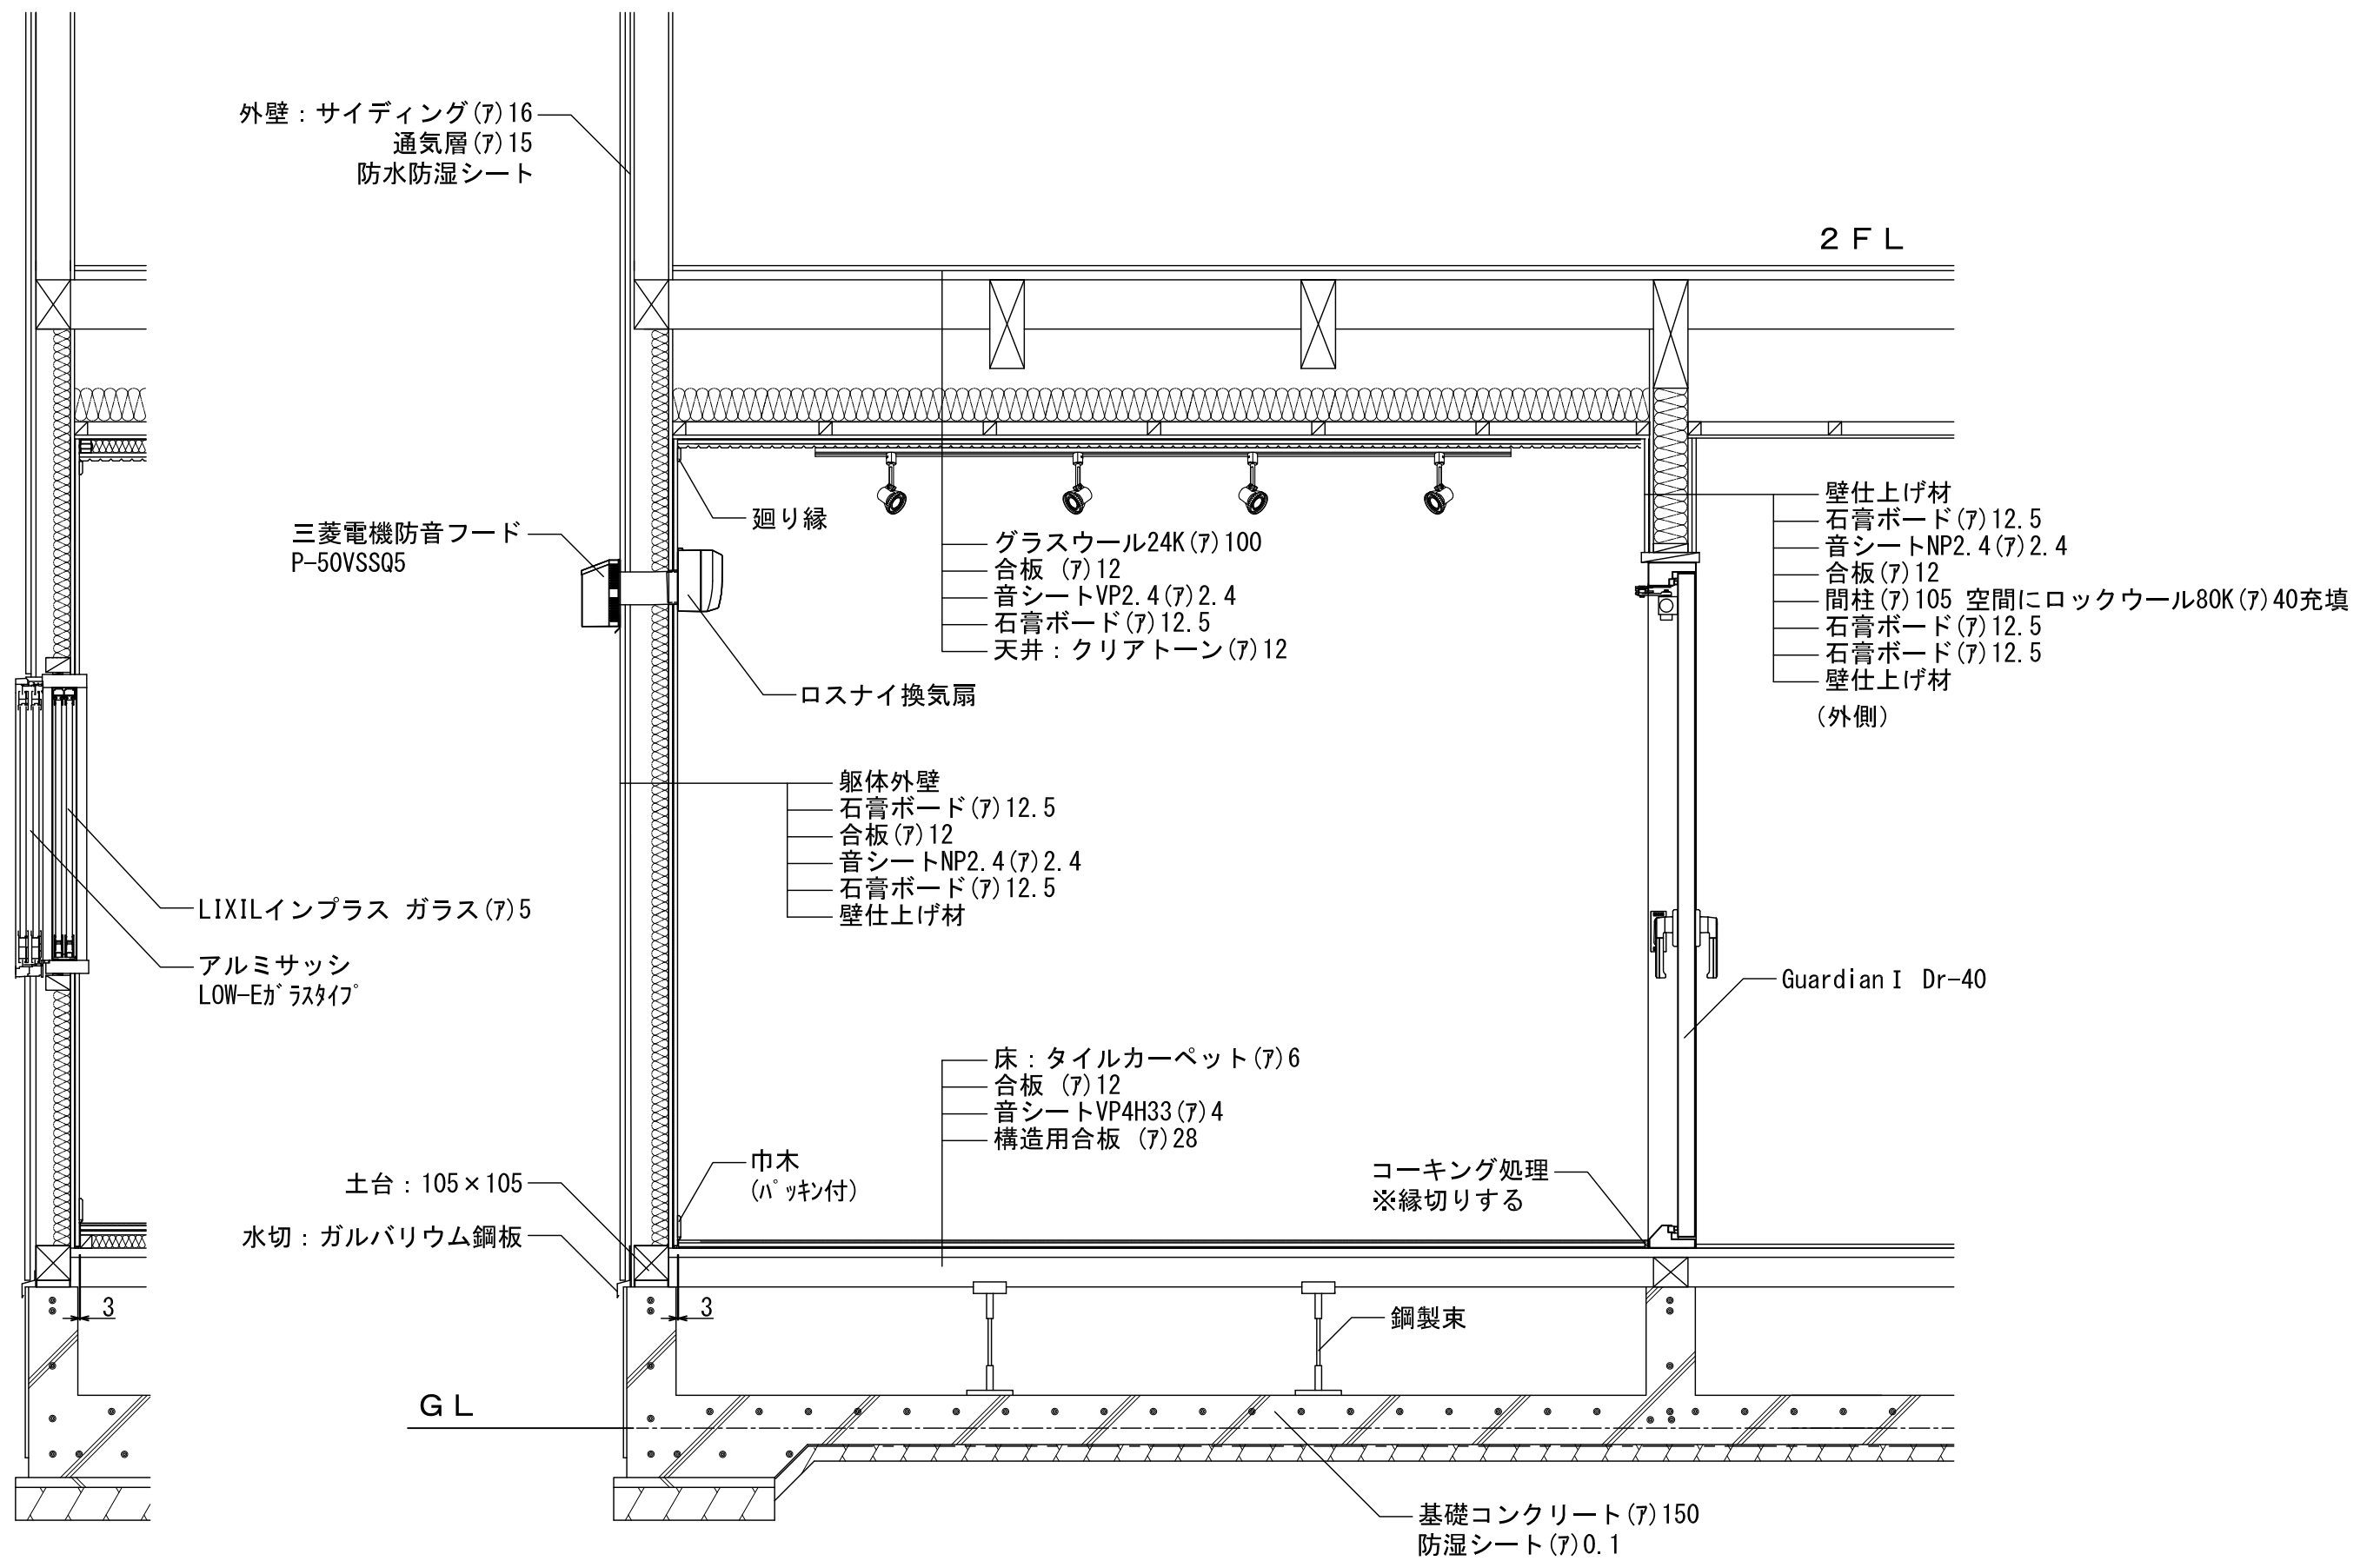 外壁：サイディング(ｱ)16
通気層(ｱ)15
防水防湿シート
２ＦＬ
三菱電機防音フード
P-50VSSQ5
廻り縁
グラスウール24K(ｱ)100
合板 (ｱ)12
音シートVP2.4(ｱ)2.4
石膏ボード(ｱ)12.5
天井：クリアトーン(ｱ)12
ロスナイ換気扇
壁仕上げ材
石膏ボード(ｱ)12.5
音シートNP2.4(ｱ)2.4
合板(ｱ)12
間柱(ｱ)105 空間にロックウール80K(ｱ)40充填
石膏ボード(ｱ)12.5
石膏ボード(ｱ)12.5
壁仕上げ材
(外側)
躯体外壁
石膏ボード(ｱ)12.5
合板(ｱ)12
音シートNP2.4(ｱ)2.4
石膏ボード(ｱ)12.5
壁仕上げ材
LIXILインプラス ガラス(ｱ)5
アルミサッシ
LOW-Eｶﾞﾗｽﾀｲﾌﾟ
GuardianⅠ Dr-40
床：タイルカーペット(ｱ)6
合板 (ｱ)12
音シートVP4H33(ｱ)4
構造用合板 (ｱ)28
巾木
(ﾊﾟｯｷﾝ付)
コーキング処理
※縁切りする
土台：105×105
水切：ガルバリウム鋼板
3
3
鋼製束
ＧＬ
基礎コンクリート(ｱ)150
防湿シート(ｱ)0.1